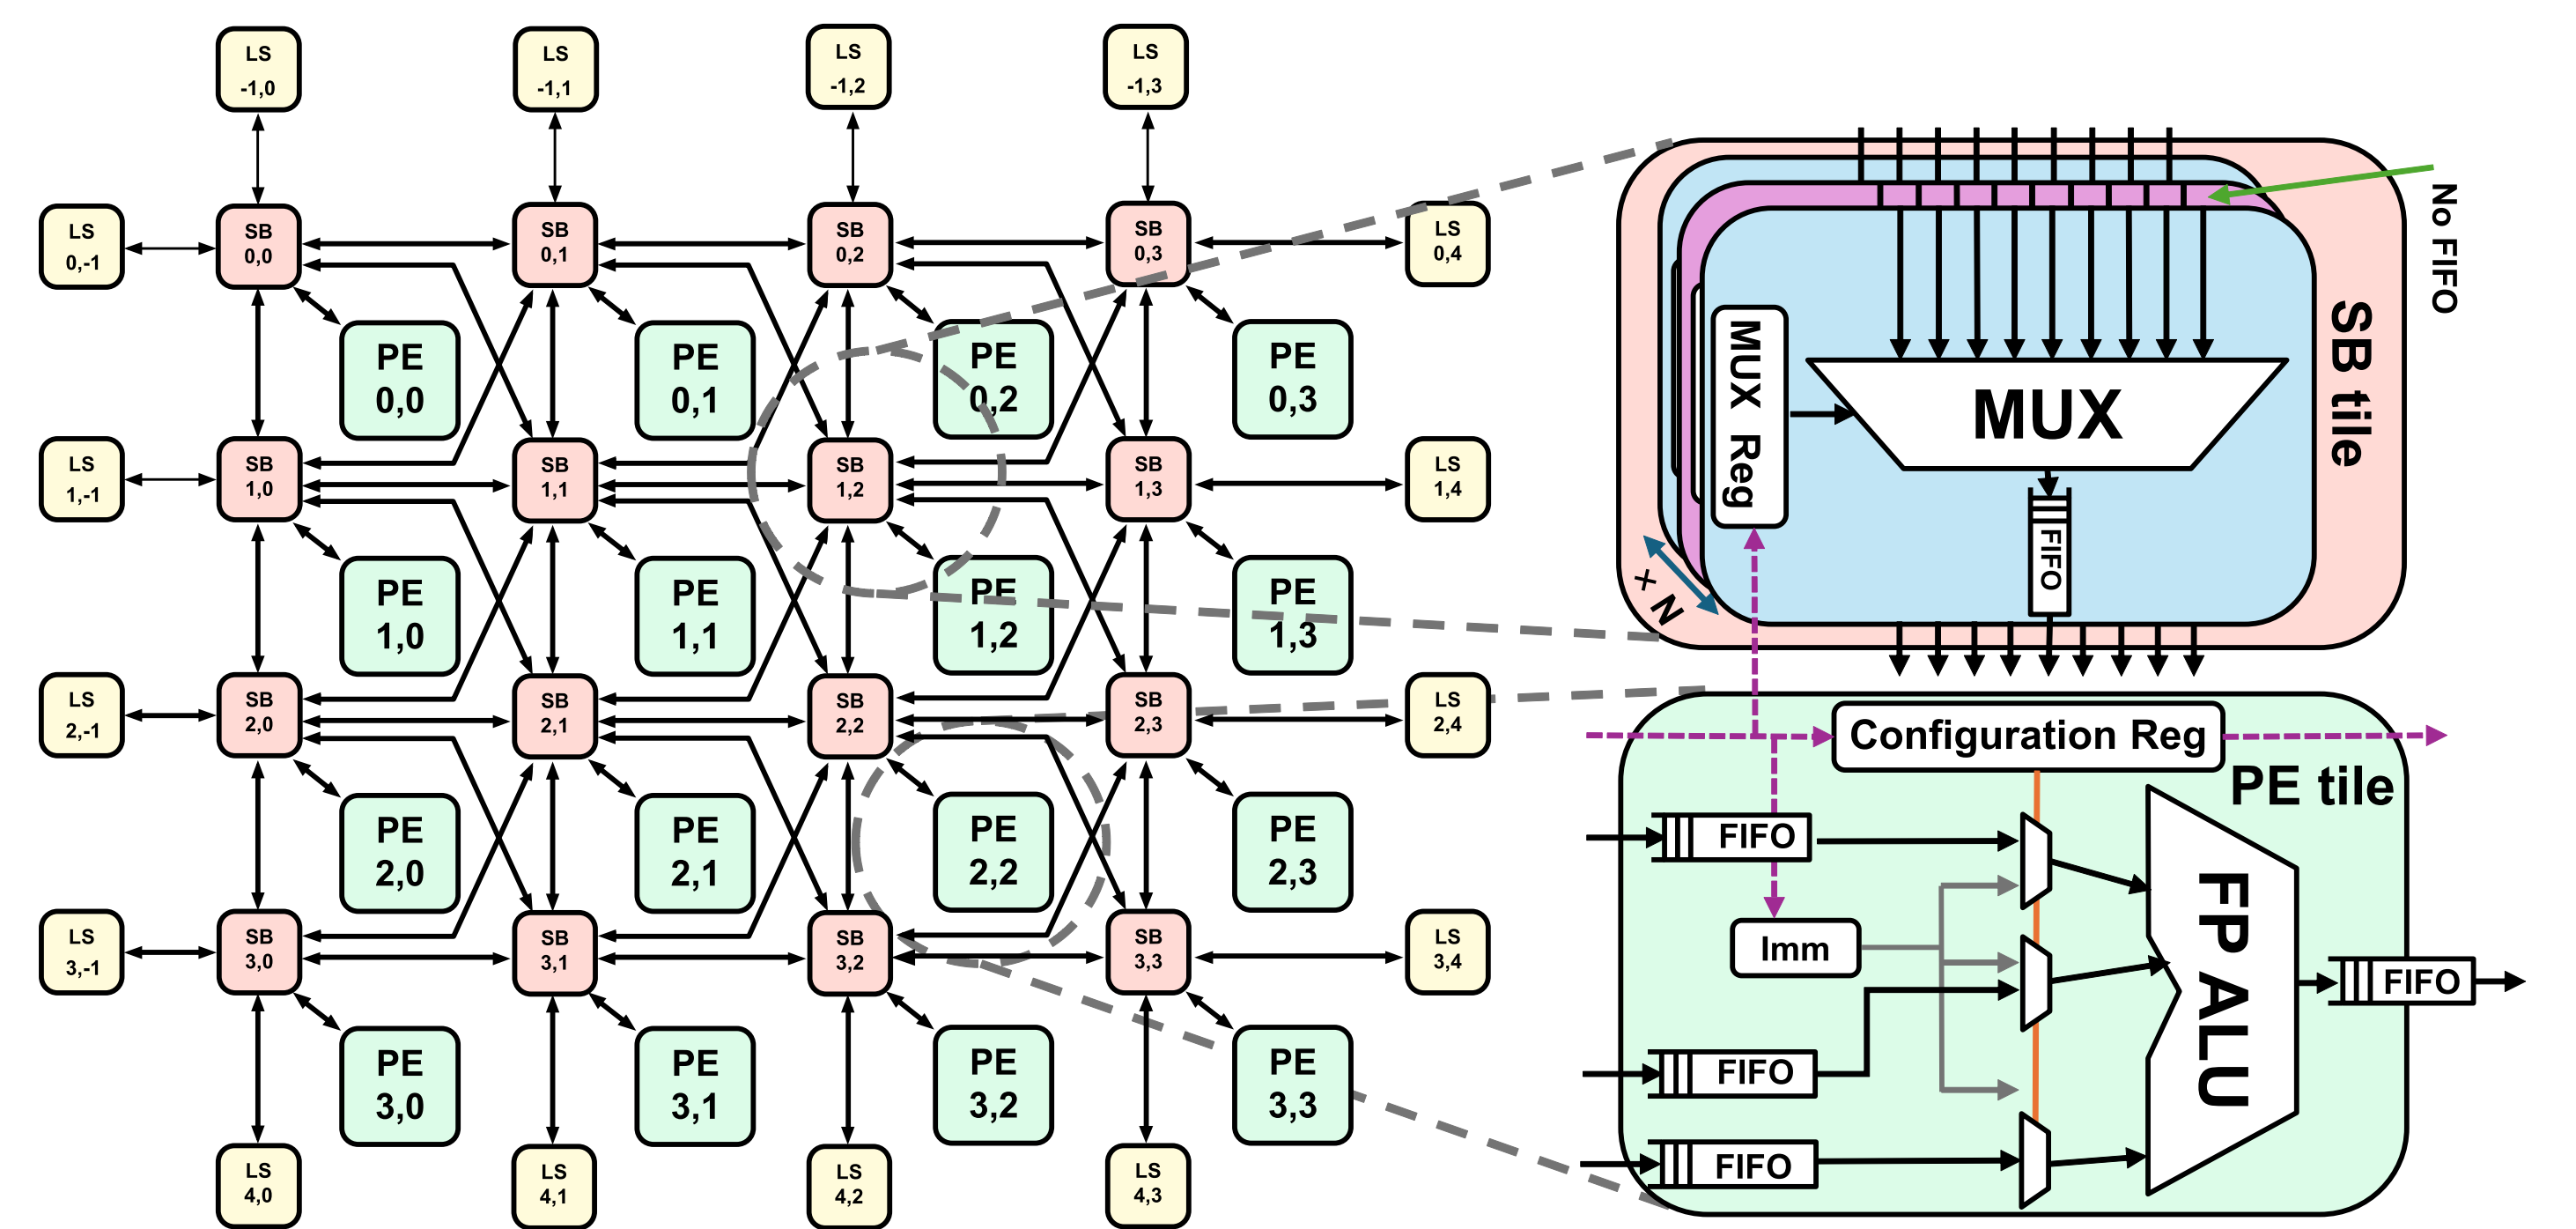 LS
-1,0
LS
-1,1
LS
-1,2
LS
-1,3
LS
0,-1
SB
0,0
SB
0,1
SB
0,2
SB
0,3
LS
0,4
PE
0,0
PE
0,1
PE
0,2
PE
0,3
LS
1,-1
SB
1,0
SB
1,1
SB
1,2
SB
1,3
LS
1,4
PE
1,0
PE
1,1
PE
1,2
PE
1,3
LS
2,-1
SB
2,0
SB
2,1
SB
2,2
SB
2,3
LS
2,4
PE
2,0
PE
2,1
PE
2,2
PE
2,3
LS
3,-1
SB
3,0
SB
3,1
SB
3,2
SB
3,3
LS
3,4
PE
3,0
PE
3,1
PE
3,2
PE
3,3
LS
4,0
LS
4,1
LS
4,2
LS
4,3
No FIFO
SB tile
MUX Reg
MUX
FIFO
× N
Configuration Reg
PE tile
FIFO
Imm
FIFO
FIFO
FP ALU
FIFO